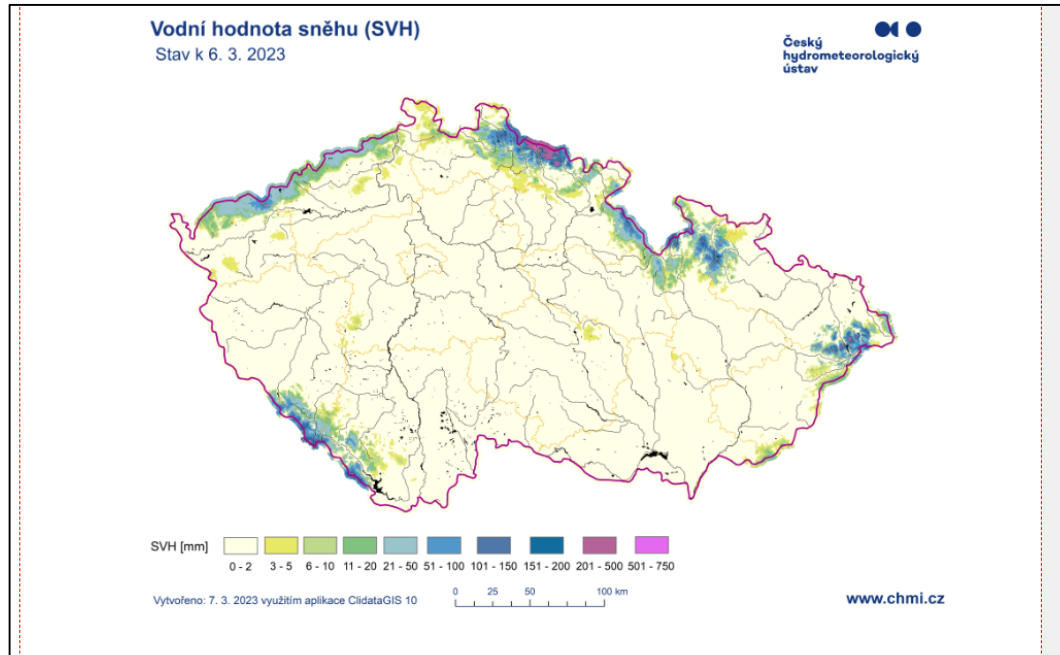 Vodní hodnota sněhu (SVH)
Stav k 6. 3. 2023
Český
hydrometeorologický
ústav
SVH [mm]
0 - 2
3 - 5
6 - 10
11 - 20
21 - 50
51 - 100
101 - 150
151 - 200
201 - 500
501 - 750
Vytvořeno: 7. 3. 2023 využitím aplikace ClidataGIS 10
0 25 50 100 km
www.chmi.cz